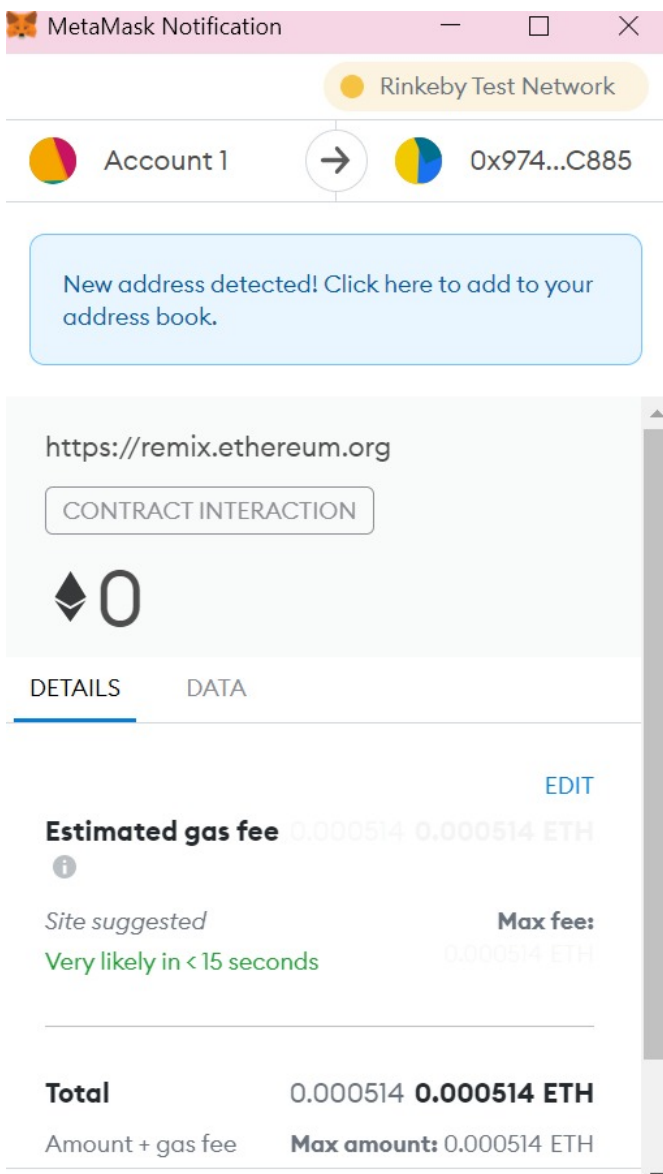 MetaMask Notification
Rinkeby Test Network
Account 1
0x974...C885
New address detected! Click here to add to your
address book.
https://remix.ethereum.org
CONTRACT INTERACTION
0
DETAILS DATA
EDIT
Estimated gas fee 0.000514 0.000514 ETH
Site suggested Max fee:
Very likely in < 15 seconds 0.000514 ETH
Total 0.000514 0.000514 ETH
Amount + gas fee Max amount: 0.000514 ETH